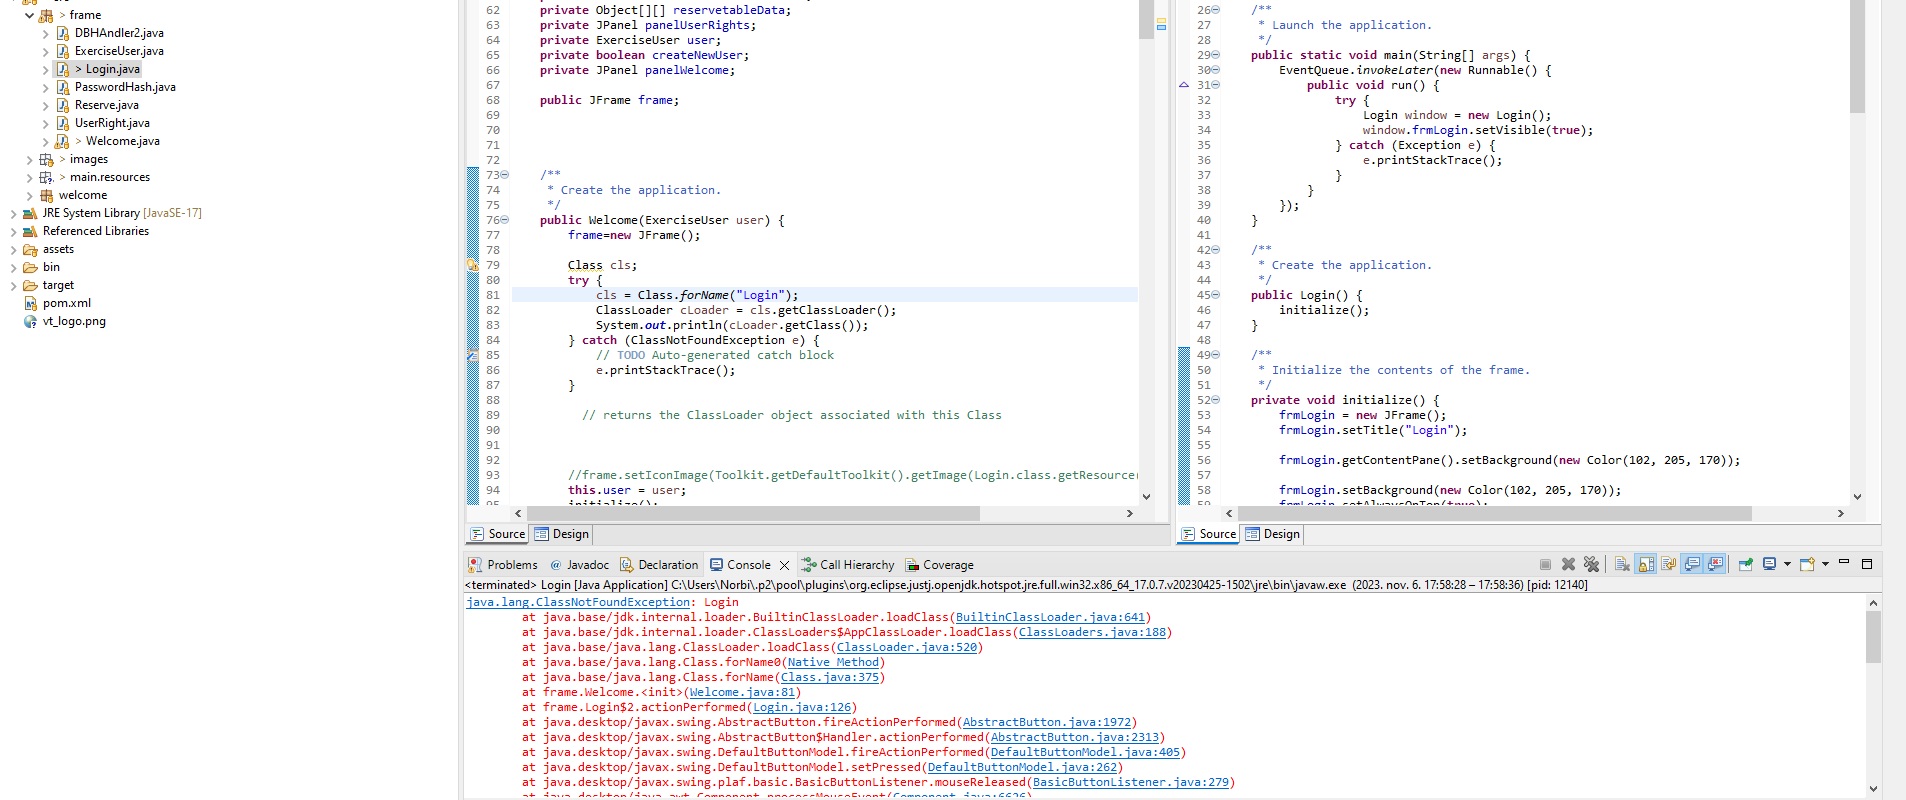 frame
DBHAndler2.java
ExerciseUser.java
> Login.java
PasswordHash.java
Reserve.java
UserRight.java
> Welcome.java
> images
> main.resources
welcome
JRE System Library [JavaSE-17]
Referenced Libraries
assets
bin
target
pom.xml
vt_logo.png
62 private Object[][] reservetableData;
63 private JPanel panelUserRights;
64 private ExerciseUser user;
65 private boolean createNewUser;
66 private JPanel panelWelcome;
67
68 public JFrame frame;
69
70
71
72
73 /**
74 * Create the application.
75 */
76 public Welcome(ExerciseUser user) {
77 frame=new JFrame();
78
79 Class cls;
80 try {
81 cls = Class.forName("Login");
82 ClassLoader cLoader = cls.getClassLoader();
83 System.out.println(cLoader.getClass());
84 } catch (ClassNotFoundException e) {
85 // TODO Auto-generated catch block
86 e.printStackTrace();
87 }
88
89 // returns the ClassLoader object associated with this Class
90
91
92
93 //frame.setIconImage(Toolkit.getDefaultToolkit().getImage(Login.class.getResource(
94 this.user = user;
95 initialize();
Source Design
26 /**
27 * Launch the application.
28 */
29 public static void main(String[] args) {
30 EventQueue.invokeLater(new Runnable() {
31 public void run() {
32 try {
33 Login window = new Login();
34 window.frmLogin.setVisible(true);
35 } catch (Exception e) {
36 e.printStackTrace();
37 }
38 }
39 });
40 }
41
42 /**
43 * Create the application.
44 */
45 public Login() {
46 initialize();
47 }
48
49 /**
50 * Initialize the contents of the frame.
51 */
52 private void initialize() {
53 frmLogin = new JFrame();
54 frmLogin.setTitle("Login");
55
56 frmLogin.getContentPane().setBackground(new Color(102, 205, 170));
57
58 frmLogin.setBackground(new Color(102, 205, 170));
59 frmLogin.setAlwaysOnTop(true);
Source Design
Problems @ Javadoc Declaration Console Call Hierarchy Coverage
<terminated> Login [Java Application] C:\Users\Norbi\.p2\pool\plugins\org.eclipse.justj.openjdk.hotspot.jre.full.win32.x86_64_17.0.7.v20230425-1502\jre\bin\javaw.exe (2023. nov. 6. 17:58:28 – 17:58:36) [pid: 12140]
java.lang.ClassNotFoundException: Login
at java.base/jdk.internal.loader.BuiltinClassLoader.loadClass(BuiltinClassLoader.java:641)
at java.base/jdk.internal.loader.ClassLoaders$AppClassLoader.loadClass(ClassLoaders.java:188)
at java.base/java.lang.ClassLoader.loadClass(ClassLoader.java:520)
at java.base/java.lang.Class.forName0(Native Method)
at java.base/java.lang.Class.forName(Class.java:375)
at frame.Welcome.<init>(Welcome.java:81)
at frame.Login$2.actionPerformed(Login.java:126)
at java.desktop/javax.swing.AbstractButton.fireActionPerformed(AbstractButton.java:1972)
at java.desktop/javax.swing.AbstractButton$Handler.actionPerformed(AbstractButton.java:2313)
at java.desktop/javax.swing.DefaultButtonModel.fireActionPerformed(DefaultButtonModel.java:405)
at java.desktop/javax.swing.DefaultButtonModel.setPressed(DefaultButtonModel.java:262)
at java.desktop/javax.swing.plaf.basic.BasicButtonListener.mouseReleased(BasicButtonListener.java:279)
at java.desktop/java.awt.Component.processMouseEvent(Component.java:6626)